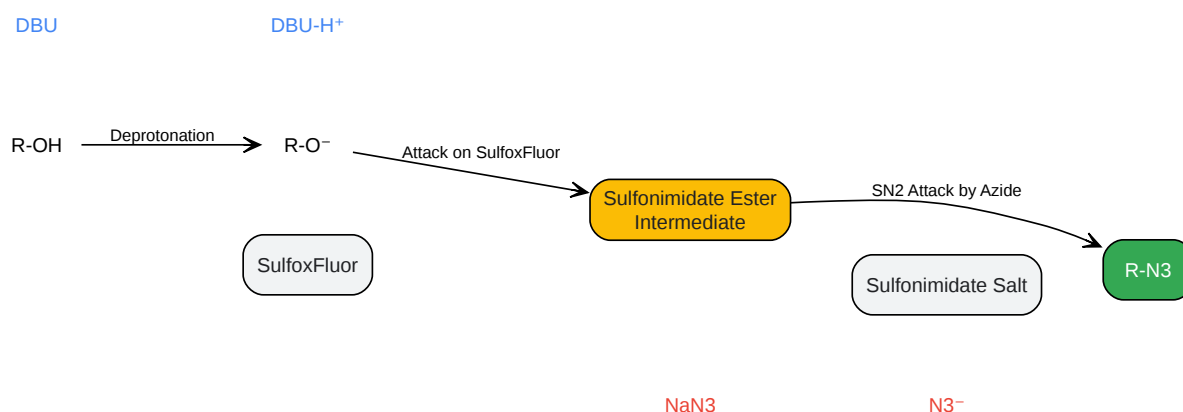 DBU
DBU-H⁺
R-OH
Deprotonation
R-O⁻
Attack on SulfoxFluor
Sulfonimidate Ester
Intermediate
SN2 Attack by Azide
SulfoxFluor
Sulfonimidate Salt
R-N3
NaN3
N3⁻